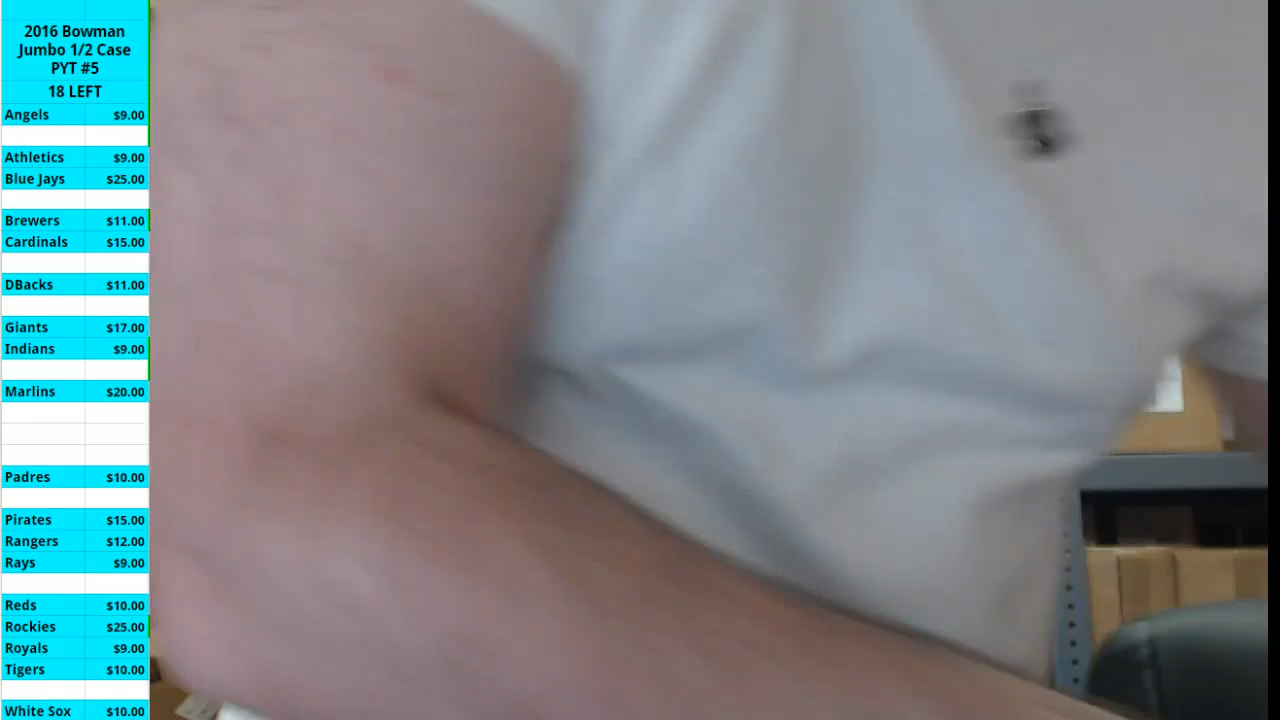 2016 Bowman
Jumbo 1/2 Case
PYT #5
18 LEFT
Angels $9.00
Athletics $9.00
Blue Jays $25.00
Brewers $11.00
Cardinals $15.00
DBacks $11.00
Giants $17.00
Indians $9.00
Marlins $20.00
Padres $10.00
Pirates $15.00
Rangers $12.00
Rays $9.00
Reds $10.00
Rockies $25.00
Royals $9.00
Tigers $10.00
White Sox $10.00